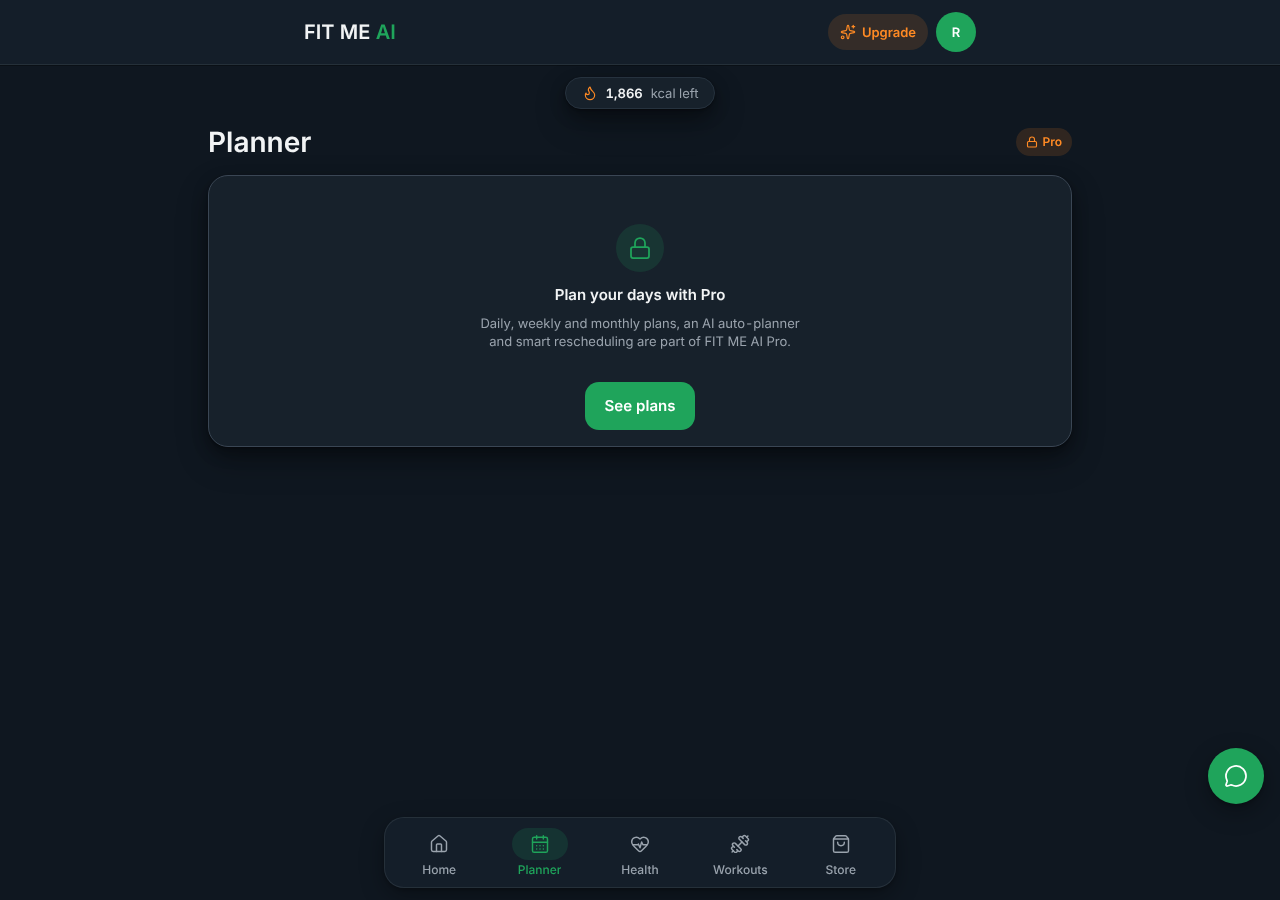 FIT ME AI
Upgrade
R
1,866 kcal left
Planner
Pro
Plan your days with Pro
Daily, weekly and monthly plans, an AI auto-planner
and smart rescheduling are part of FIT ME AI Pro.
See plans
Home
Planner
Health
Workouts
Store